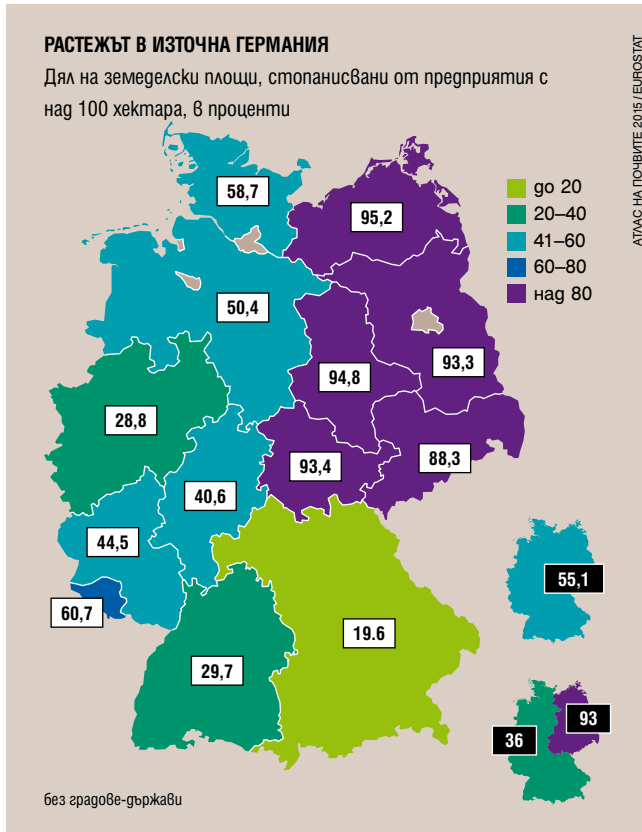 РАСТЕЖЪТ В ИЗТОЧНА ГЕРМАНИЯ
Дял на земеделски площи, стопанисвани от предприятия с
над 100 хектара, в проценти
АТЛАС НА ПОЧВИТЕ 2015 / EUROSTAT
до 20
20–40
41–60
60–80
над 80
58,7
95,2
50,4
93,3
94,8
28,8
88,3
93,4
40,6
44,5
60,7
19.6
29,7
55,1
93
36
без градове-държави